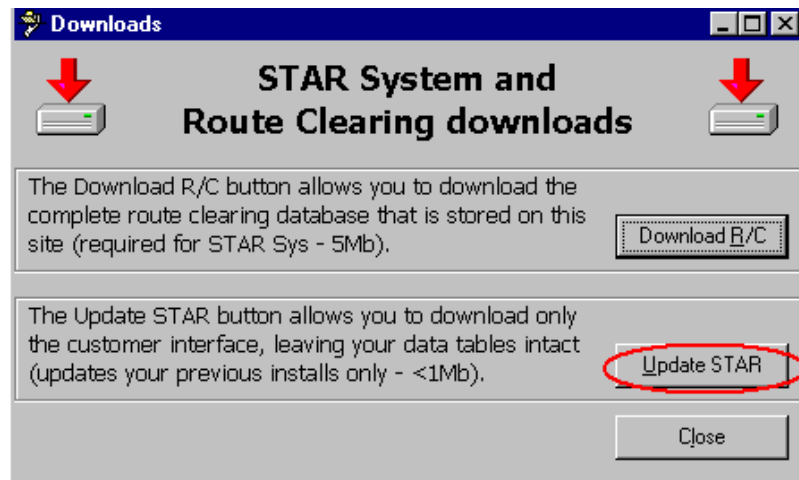 Downloads
STAR System and
Route Clearing downloads
The Download R/C button allows you to download the
complete route clearing database that is stored on this
site (required for STAR Sys - 5Mb).
Download R/C
The Update STAR button allows you to download only
the customer interface, leaving your data tables intact
(updates your previous installs only - <1Mb).
Update STAR
Close